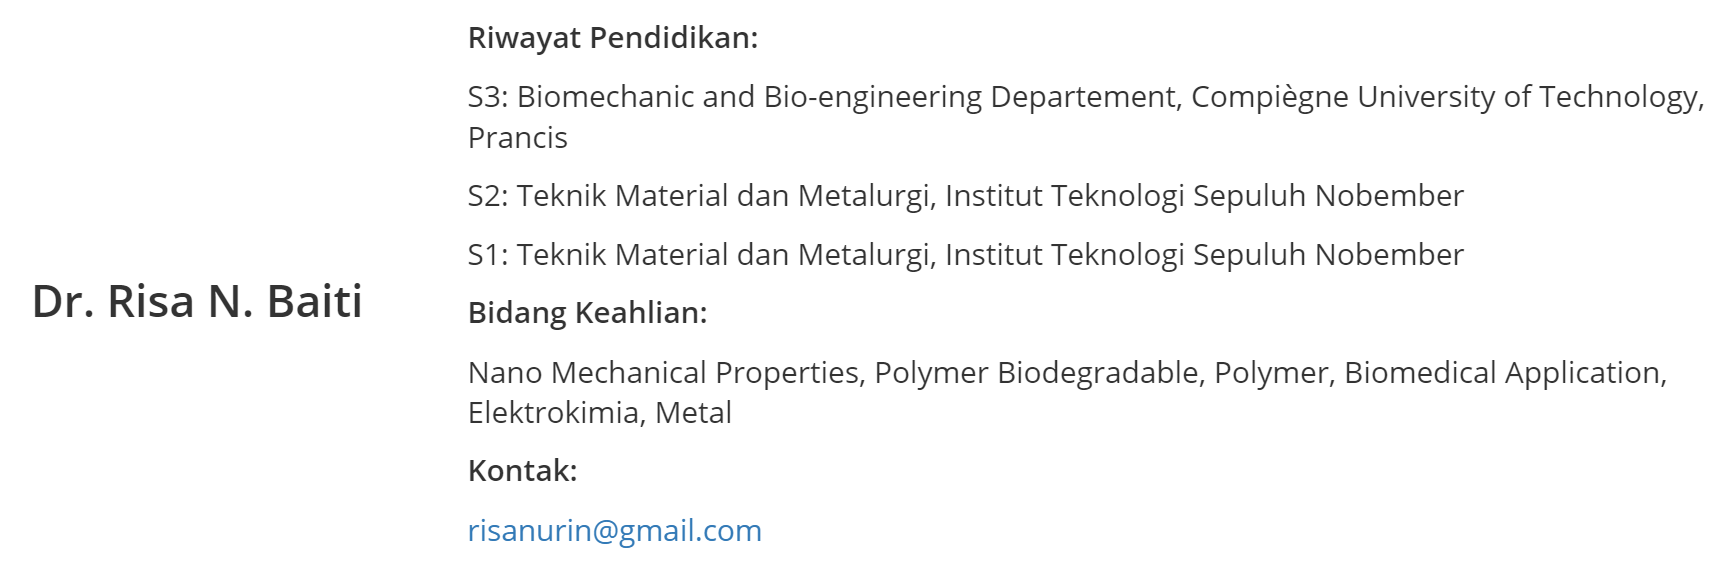 Dr. Risa N. Baiti
Riwayat Pendidikan:
S3: Biomechanic and Bio-engineering Departement, Compiègne University of Technology,
Prancis
S2: Teknik Material dan Metalurgi, Institut Teknologi Sepuluh Nobember
S1: Teknik Material dan Metalurgi, Institut Teknologi Sepuluh Nobember
Bidang Keahlian:
Nano Mechanical Properties, Polymer Biodegradable, Polymer, Biomedical Application,
Elektrokimia, Metal
Kontak:
risanurin@gmail.com